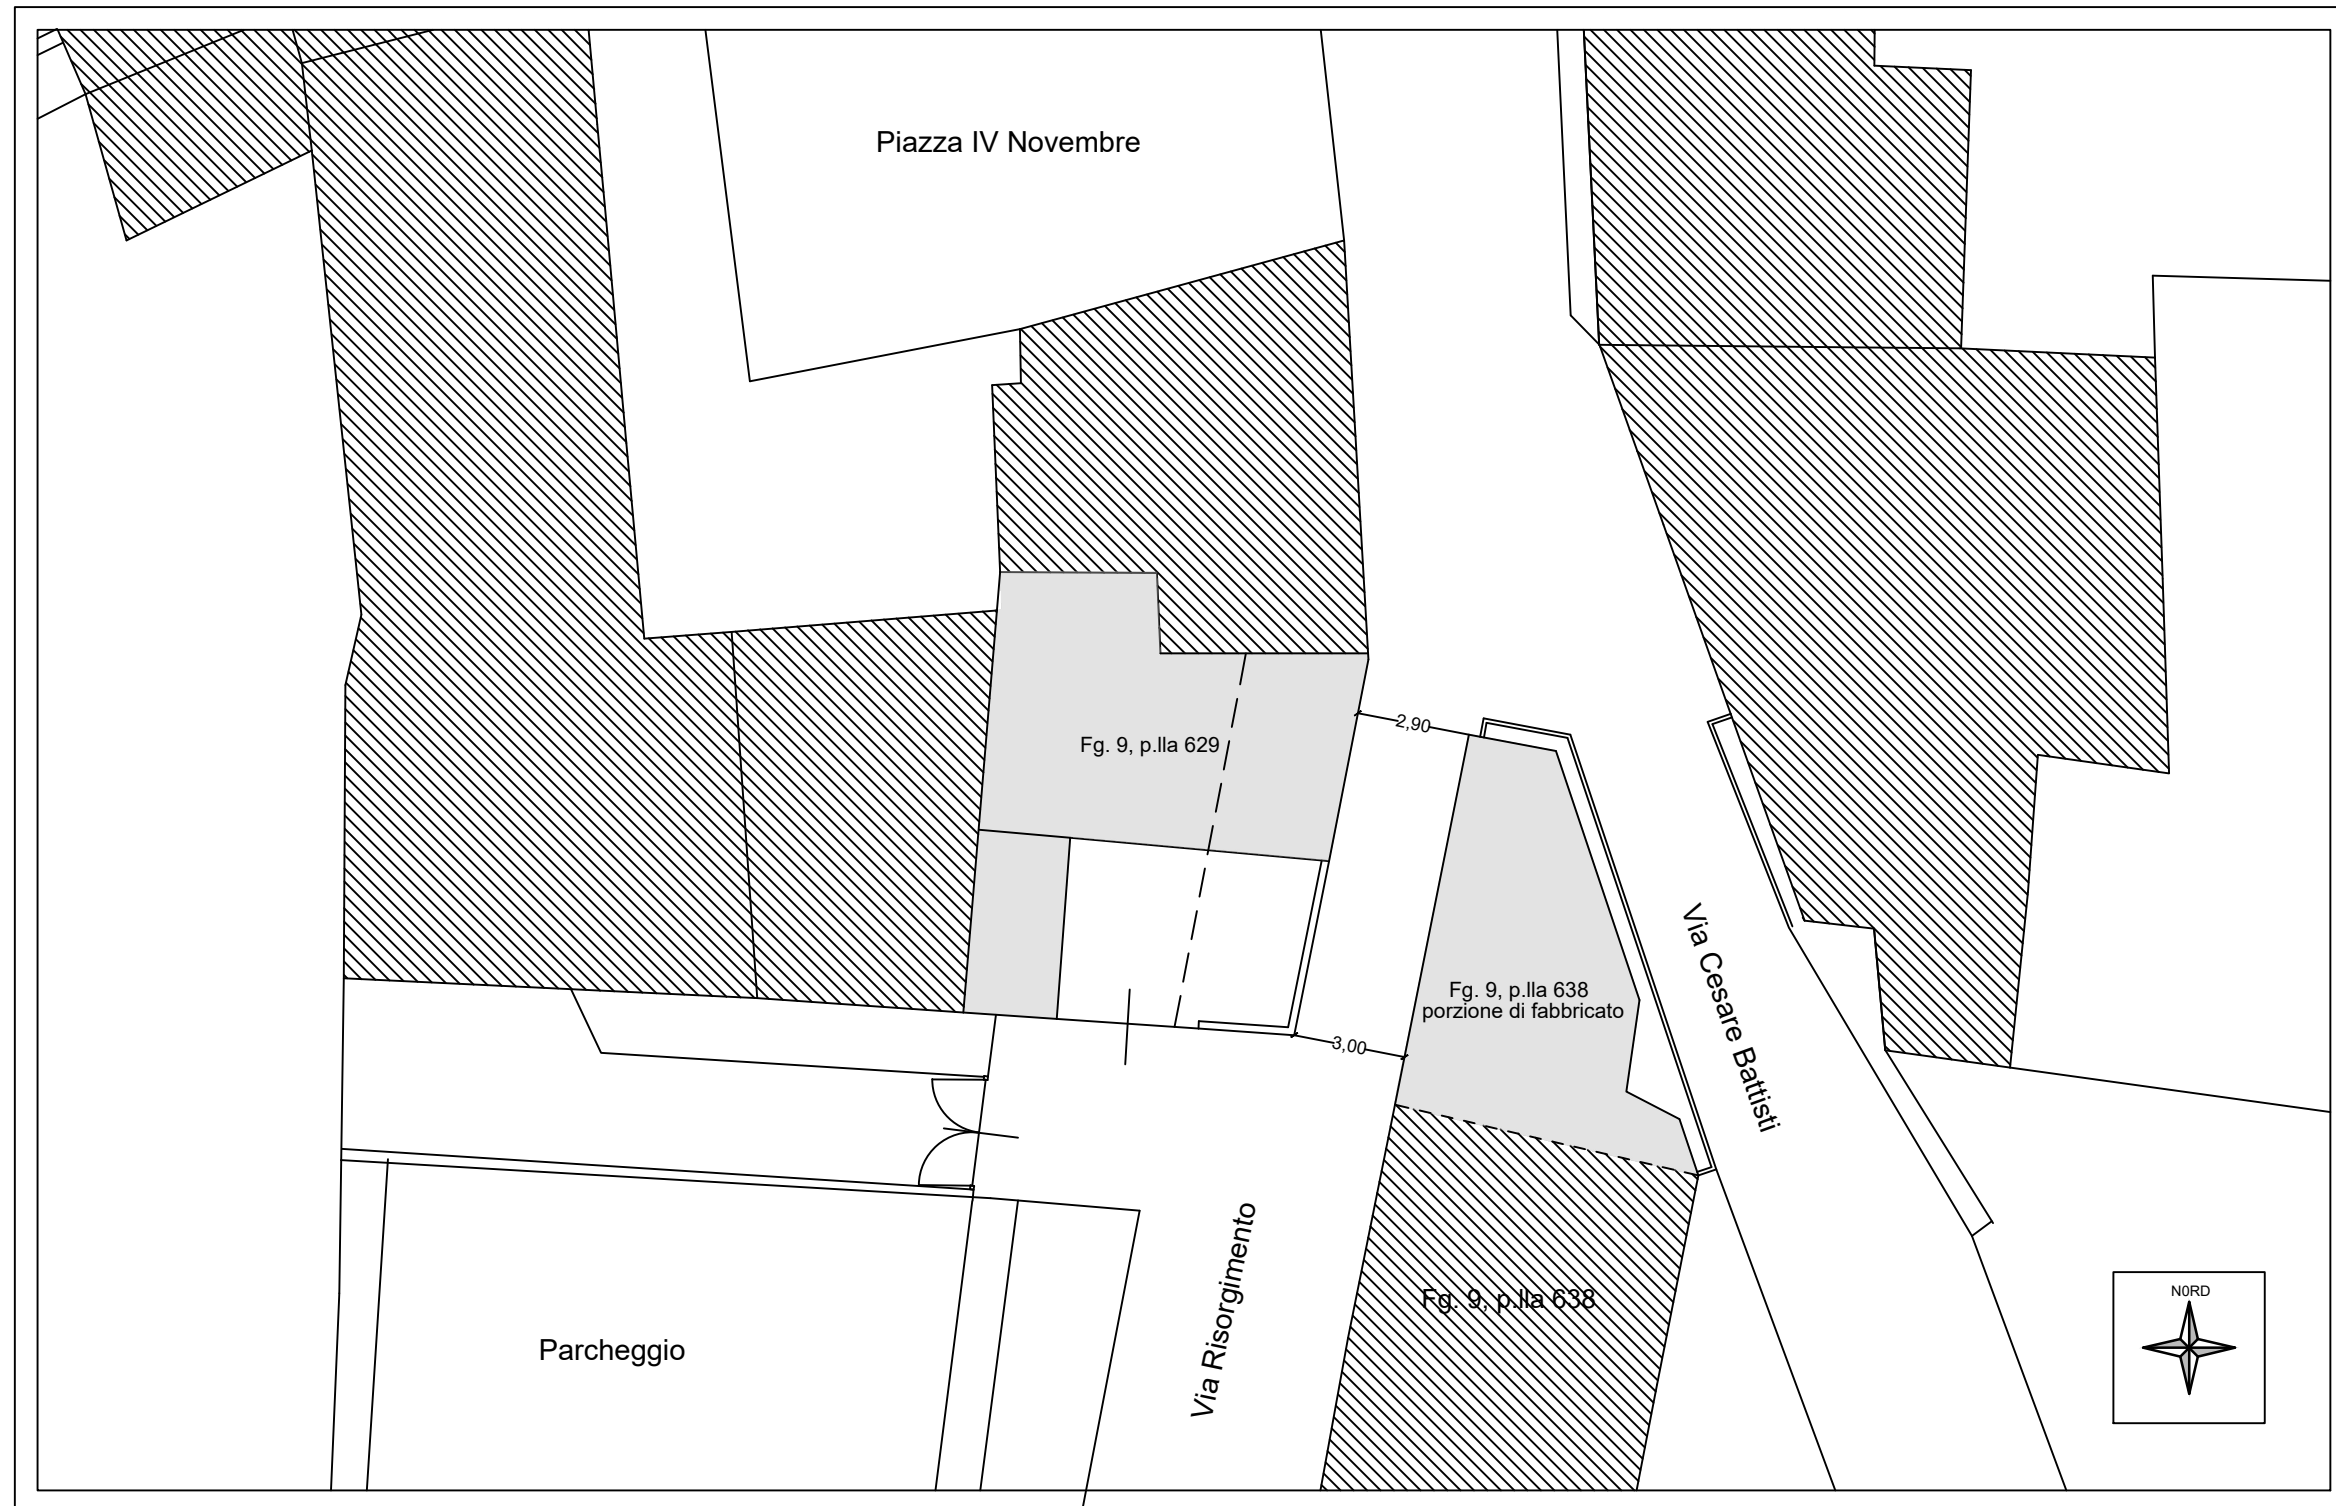 Piazza IV Novembre
2,90
Fg. 9, p.lla 629
Via Cesare Battisti
Fg. 9, p.lla 638
porzione di fabbricato
3,00
Via Risorgimento
Fg. 9, p.lla 638
Parcheggio
N0RD